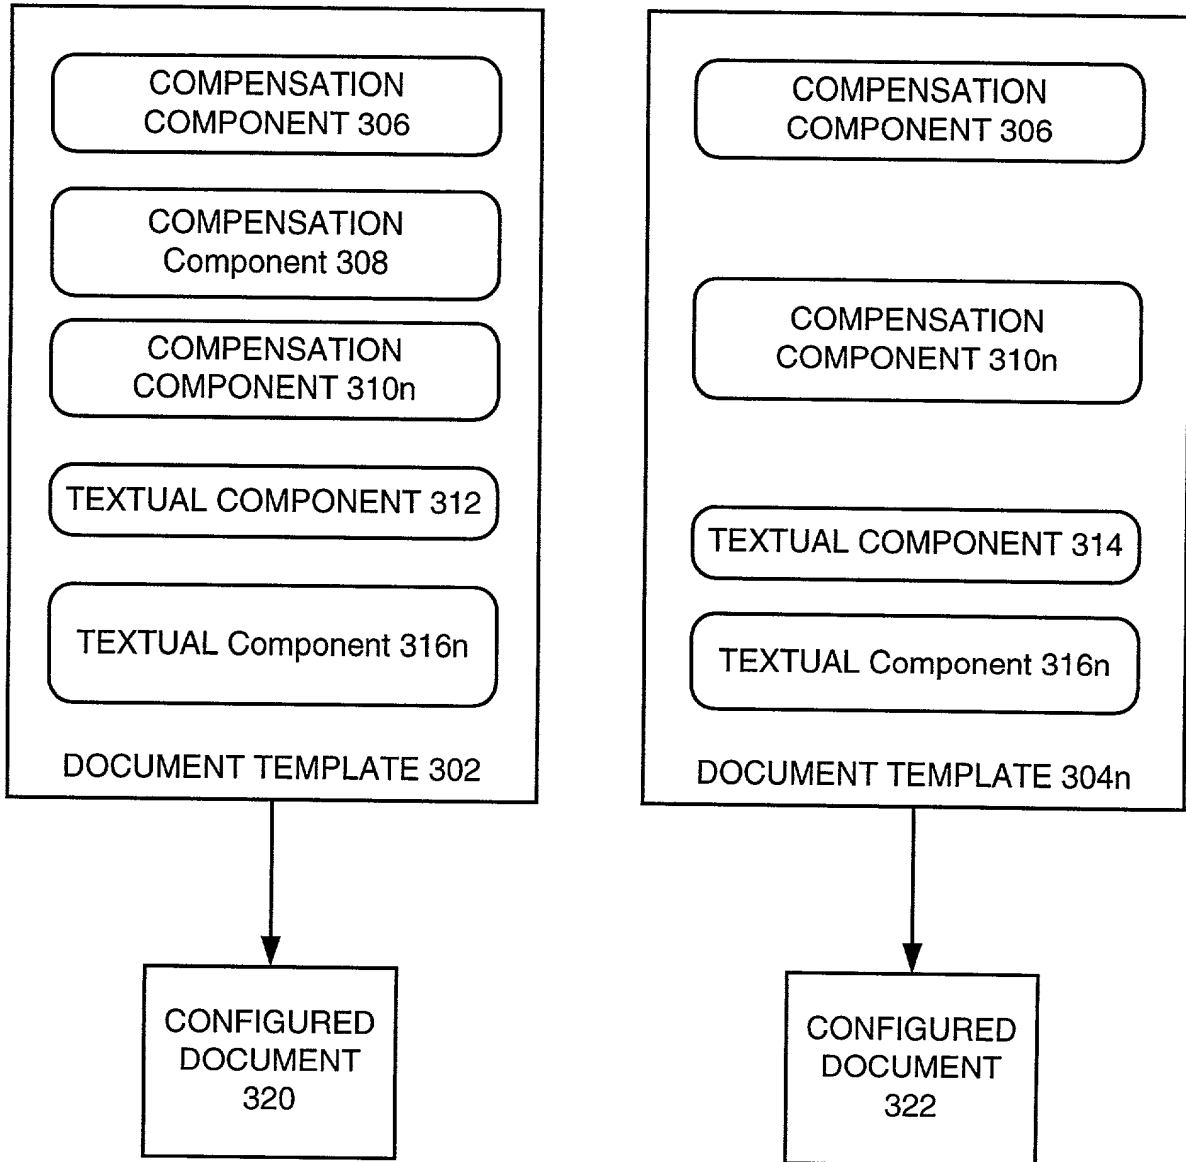 COMPENSATION
COMPONENT 306
COMPENSATION
Component 308
COMPENSATION
COMPONENT 310n
TEXTUAL COMPONENT 312
TEXTUAL Component 316n
DOCUMENT TEMPLATE 302
CONFIGURED
DOCUMENT
320
COMPENSATION
COMPONENT 306
COMPENSATION
COMPONENT 310n
TEXTUAL COMPONENT 314
TEXTUAL Component 316n
DOCUMENT TEMPLATE 304n
CONFIGURED
DOCUMENT
322